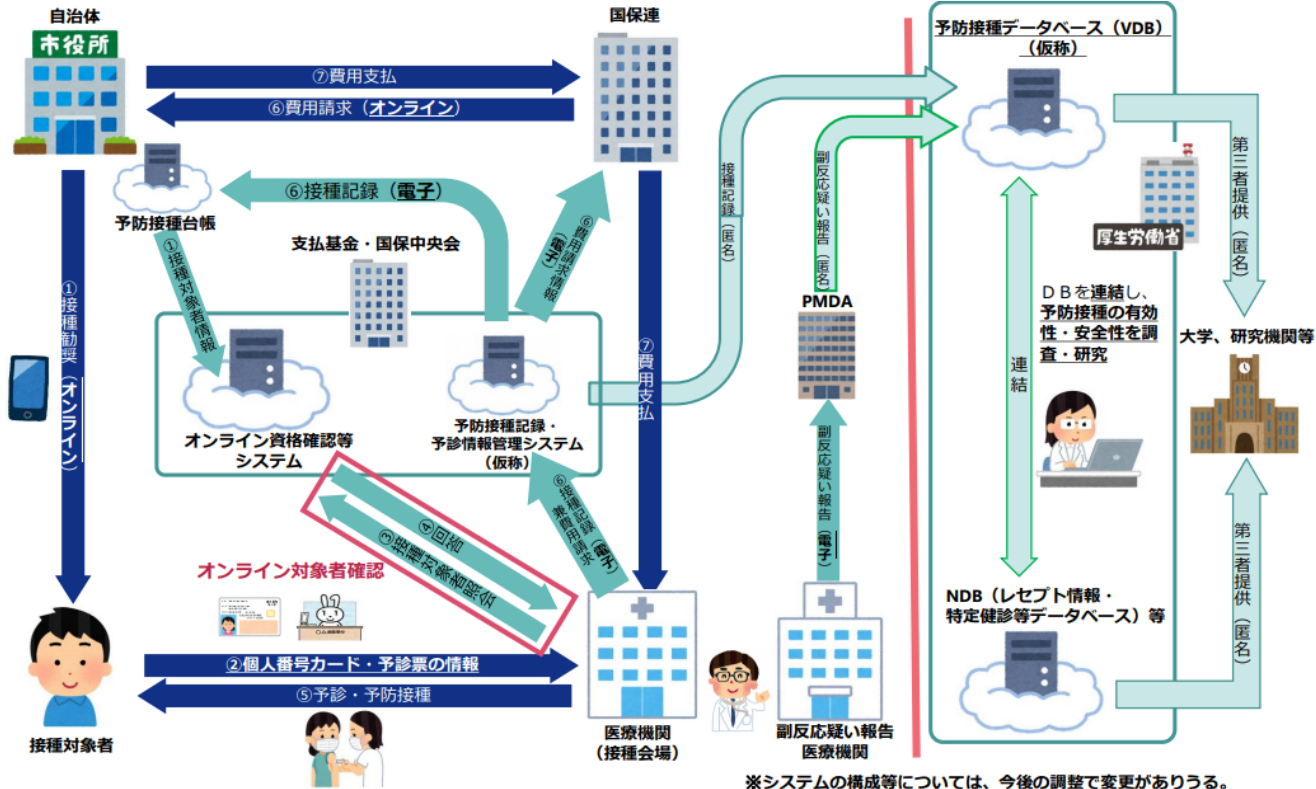 自治体
市役所
国保連
予防接種データベース（VDB）
（仮称）
⑦費用支払
⑥費用請求（オンライン）
⑥接種記録（電子）
予防接種台帳
支払基金・国保中央会
①接種対象者情報
⑥費用請求情報
（電子）
接種記録（匿名）
副反応疑い報告（匿名）
第三者提供（匿名）
厚生労働省
PMDA
ＤＢを連結し、
予防接種の有効
性・安全性を調
査・研究
大学、研究機関等
①接種勧奨（オンライン）
⑦費用支払
連結
オンライン資格確認等
システム
予防接種記録・
予診情報管理システム
（仮称）
副反応疑い報告（電子）
④回答
③接種対象者照会
⑥接種記録（電子）
兼費用請求
オンライン対象者確認
NDB（レセプト情報・
特定健診等データベース）等
第三者提供（匿名）
②個人番号カード・予診票の情報
⑤予診・予防接種
接種対象者
医療機関
（接種会場）
副反応疑い報告
医療機関
※システムの構成等については、今後の調整で変更がありうる。